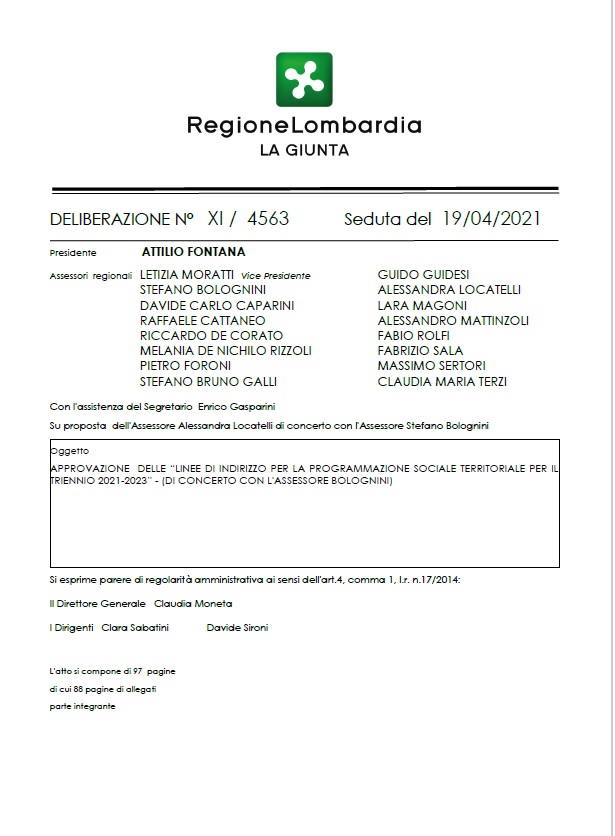 RegioneLombardia
LA GIUNTA
DELIBERAZIONE N° XI / 4563 Seduta del 19/04/2021
Presidente ATTILIO FONTANA
Assessori regionali LETIZIA MORATTI Vice Presidente GUIDO GUIDESI
STEFANO BOLOGNINI ALESSANDRA LOCATELLI
DAVIDE CARLO CAPARINI LARA MAGONI
RAFFAELE CATTANEO ALESSANDRO MATTINZOLI
RICCARDO DE CORATO FABIO ROLFI
MELANIA DE NICHILO RIZZOLI FABRIZIO SALA
PIETRO FORONI MASSIMO SERTORI
STEFANO BRUNO GALLI CLAUDIA MARIA TERZI
Con l'assistenza del Segretario Enrico Gasparini
Su proposta dell'Assessore Alessandra Locatelli di concerto con l'Assessore Stefano Bolognini
Oggetto
APPROVAZIONE DELLE "LINEE DI INDIRIZZO PER LA PROGRAMMAZIONE SOCIALE TERRITORIALE PER IL
TRIENNIO 2021-2023" - (DI CONCERTO CON L'ASSESSORE BOLOGNINI)
Si esprime parere di regolarità amministrativa ai sensi dell'art.4, comma 1, l.r. n.17/2014:
Il Direttore Generale Claudia Moneta
I Dirigenti Clara Sabatini Davide Sironi
L'atto si compone di 97 pagine
di cui 88 pagine di allegati
parte integrante